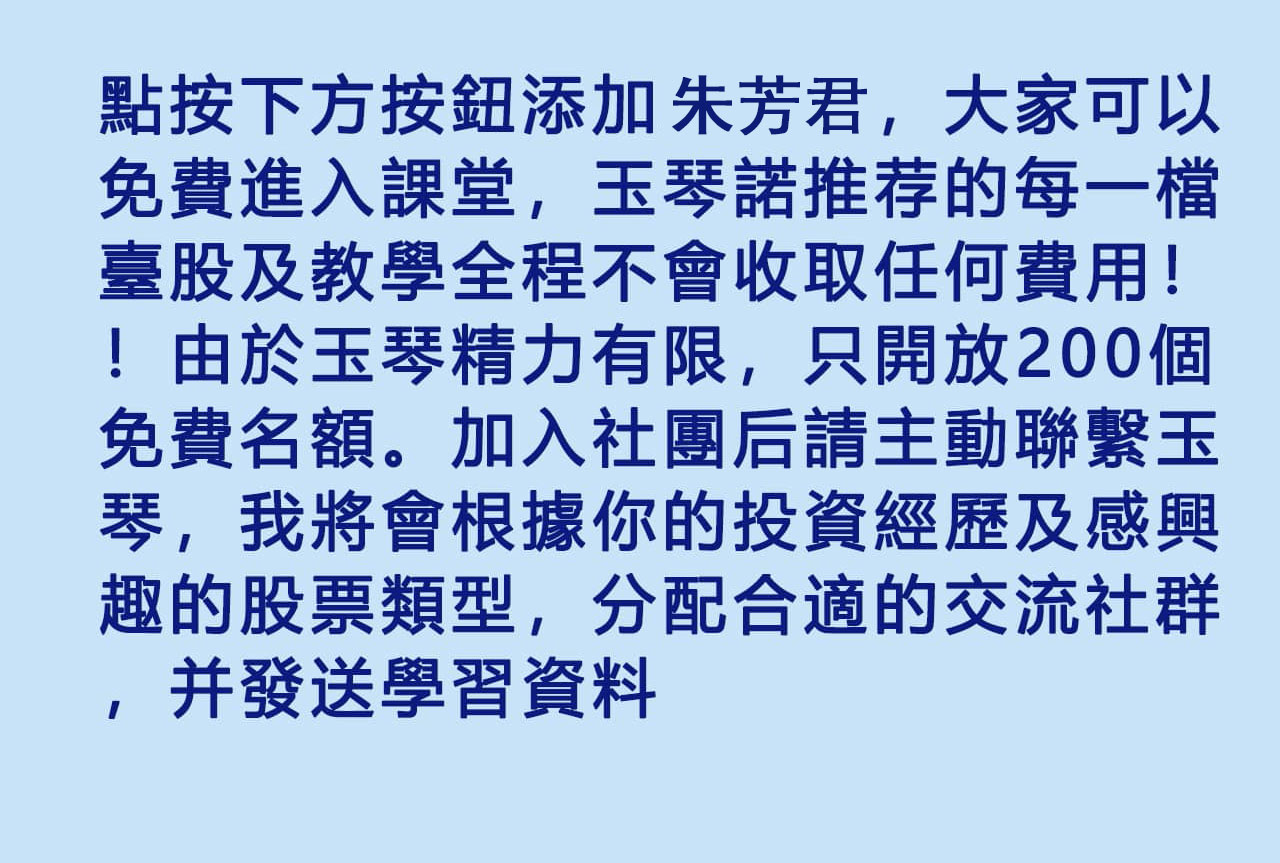 點按下方按鈕添加朱芳君，大家可以
免費進入課堂，玉琴諾推荐的每一檔
臺股及教學全程不會收取任何費用！
！由於玉琴精力有限，只開放200個
免費名額。加入社團后請主動聯繫玉
琴，我將會根據你的投資經歷及感興
趣的股票類型，分配合適的交流社群
，并發送學習資料